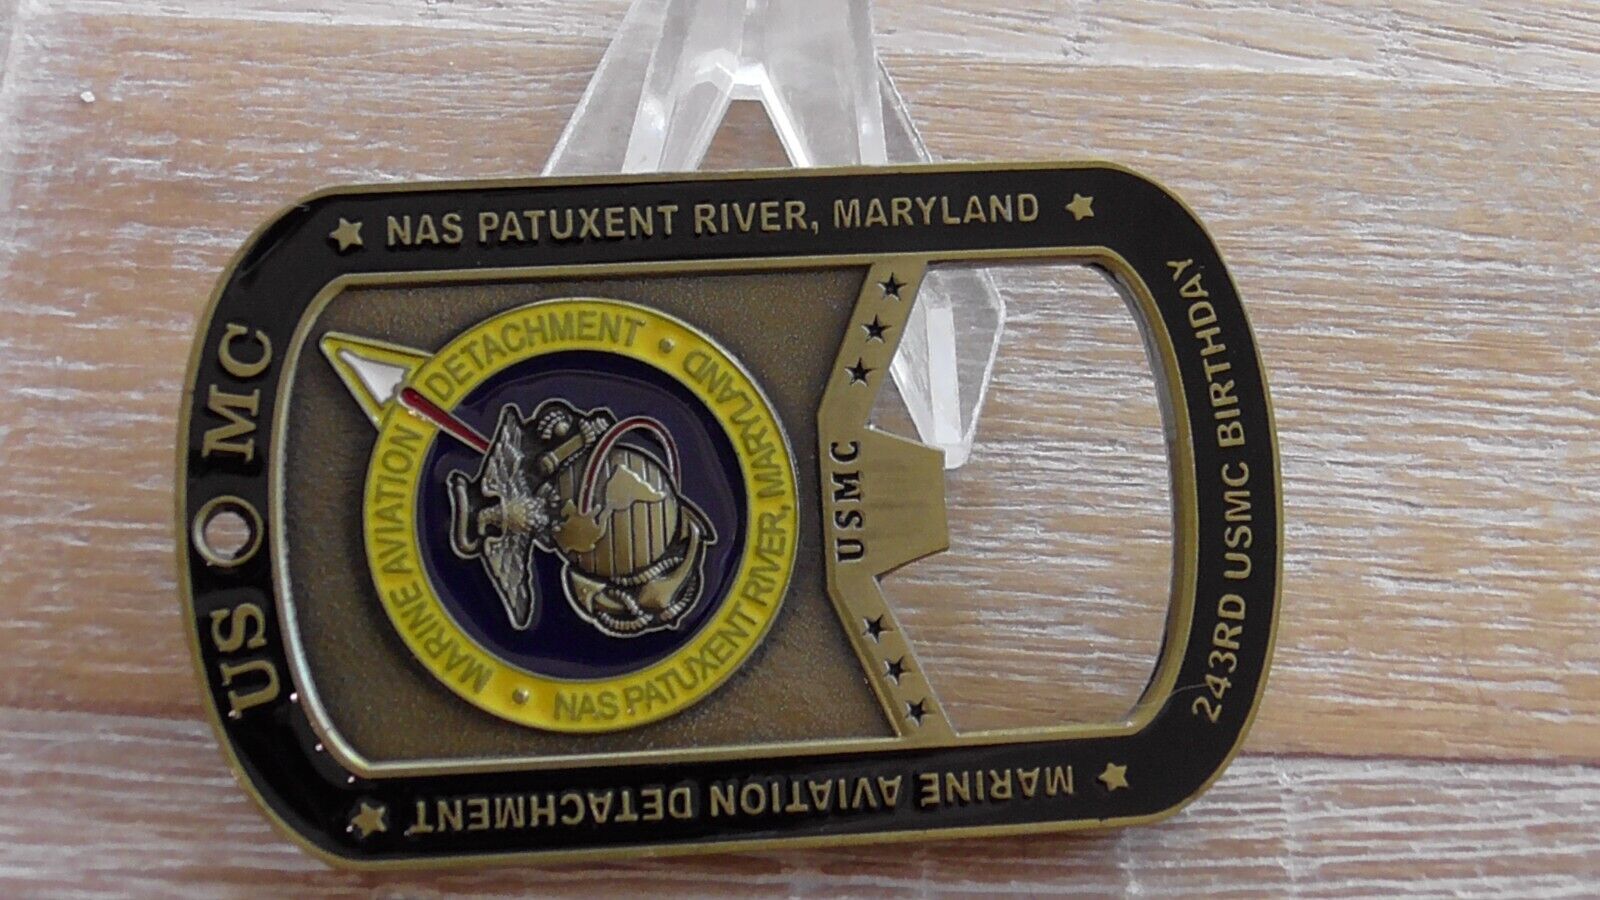 NAS PATUXENT RIVER, MARYLAND
243RD USMC BIRTHDAY
MARINE AVIATION DETACHMENT
US MC
MARINE AVIATION DETACHMENT • NAS PATUXENT RIVER, MARYLAND •
USMC